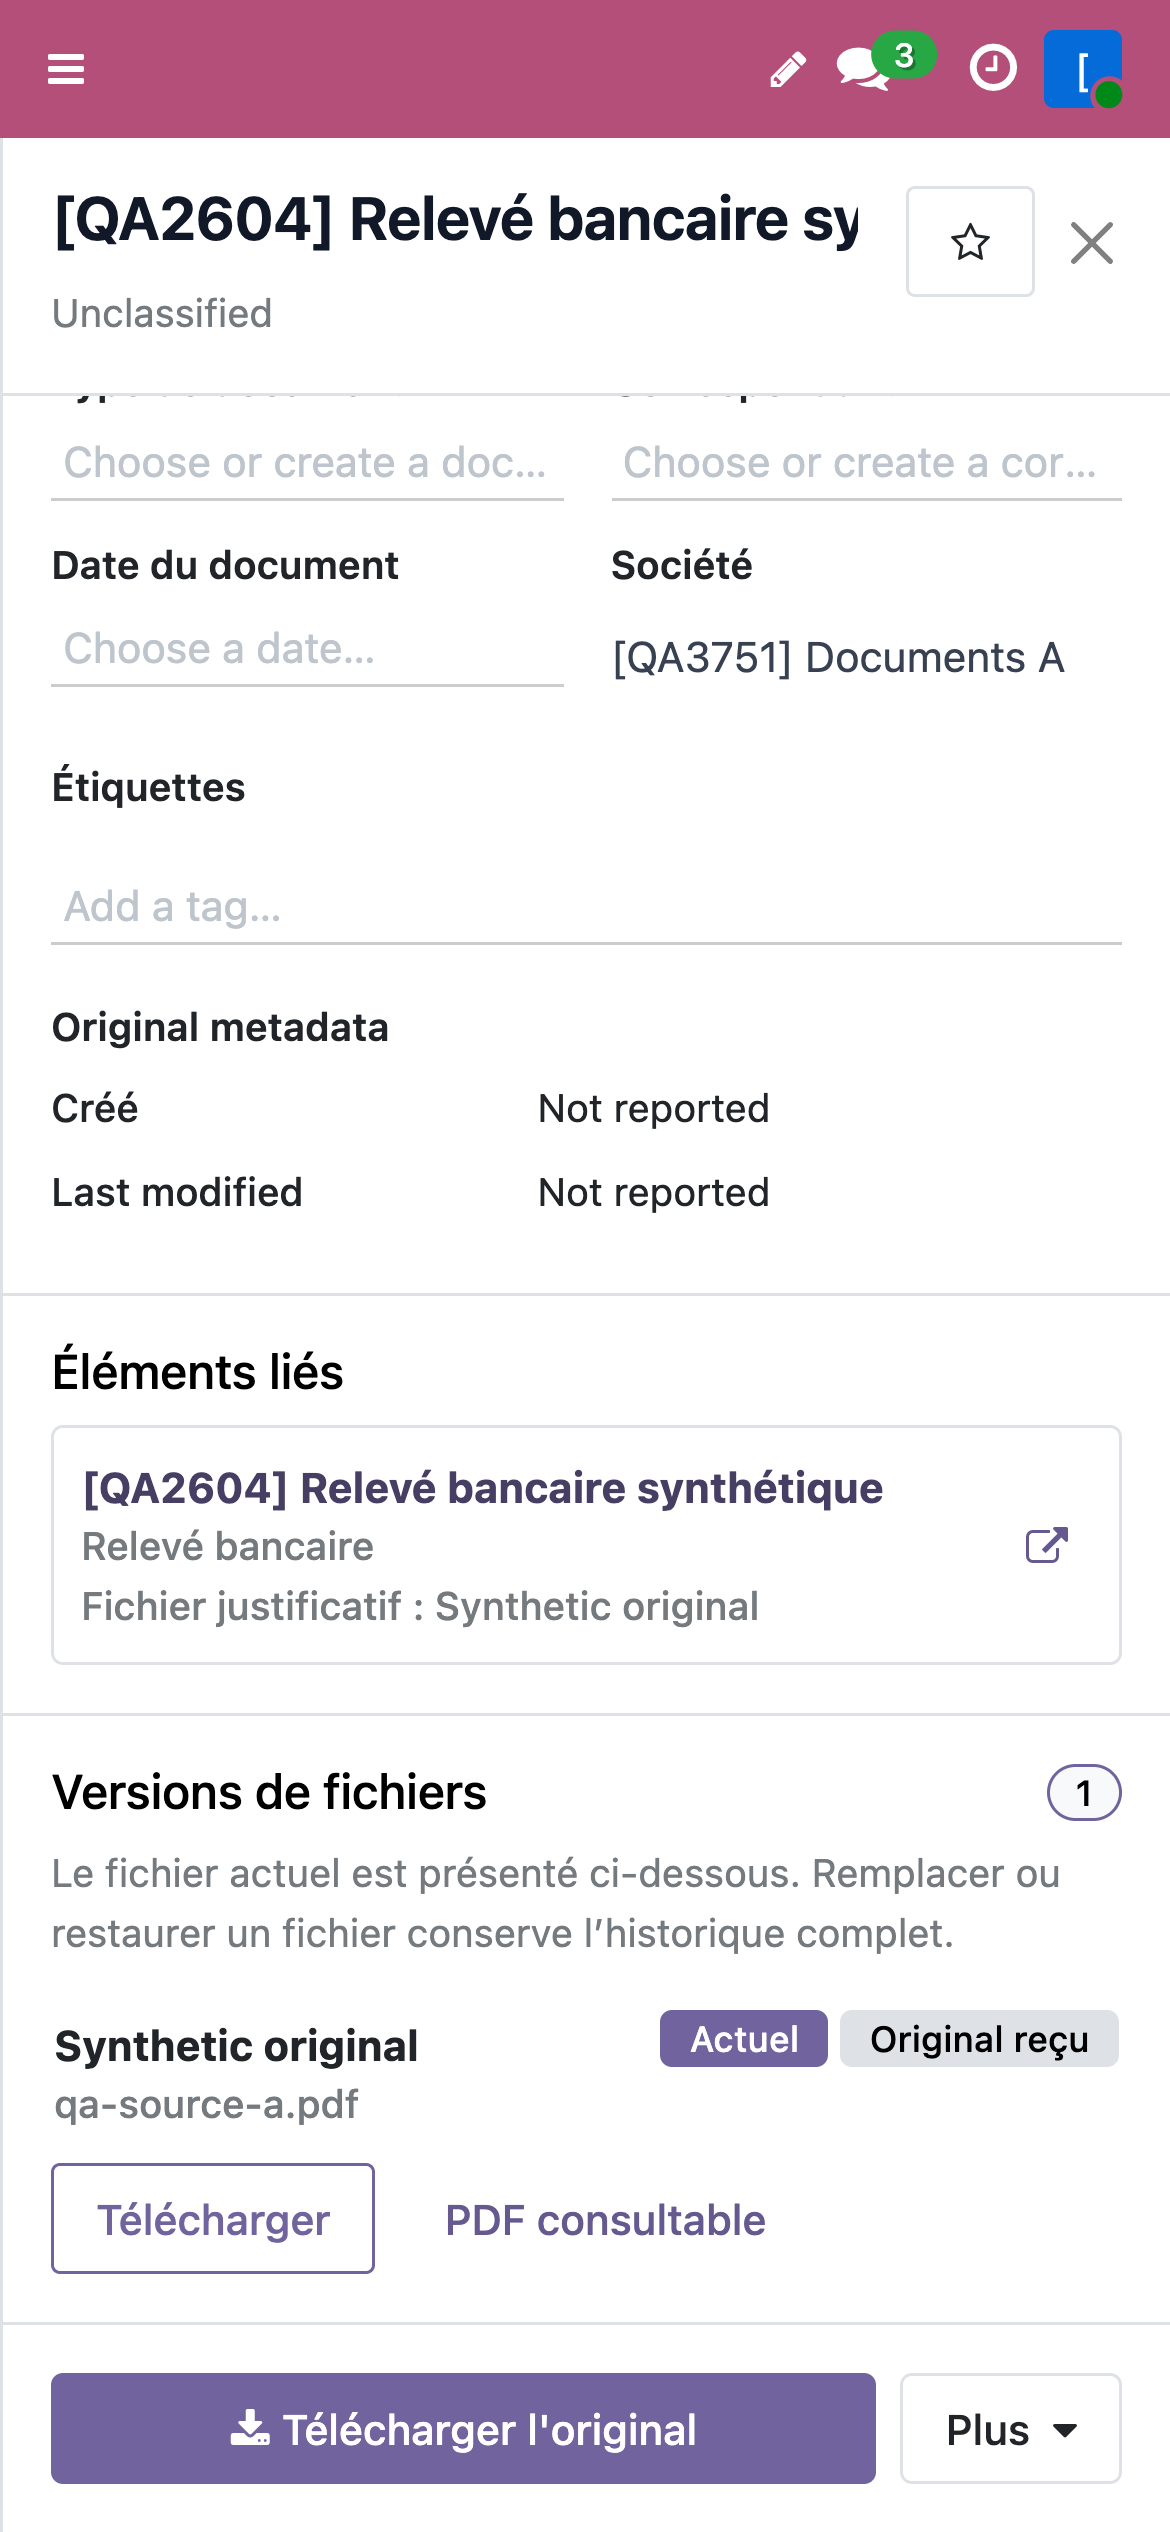 3
[
[QA2604] Relevé bancaire sy
Unclassified
Choose or create a doc...
Choose or create a cor...
Date du document
Société
Choose a date...
[QA3751] Documents A
Étiquettes
Add a tag...
Original metadata
Créé
Not reported
Last modified
Not reported
Éléments liés
[QA2604] Relevé bancaire synthétique
Relevé bancaire
Fichier justificatif : Synthetic original
Versions de fichiers
1
Le fichier actuel est présenté ci-dessous. Remplacer ou
restaurer un fichier conserve l’historique complet.
Synthetic original
Actuel
Original reçu
qa-source-a.pdf
Télécharger
PDF consultable
Télécharger l'original
Plus